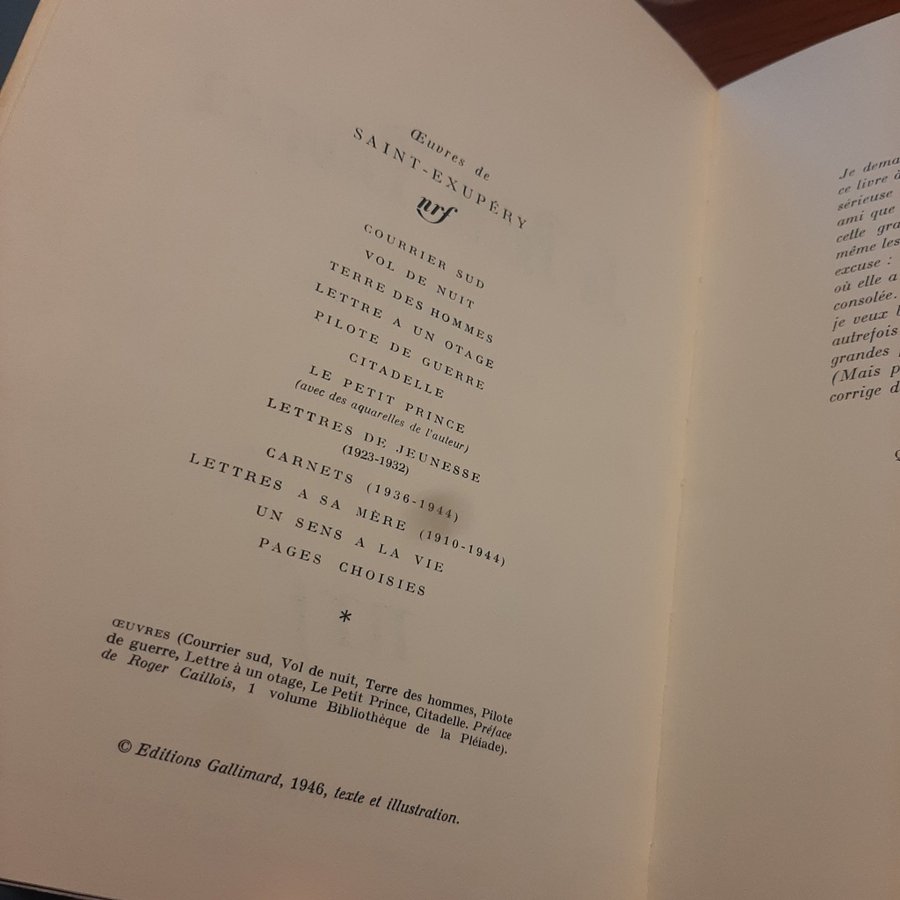 Œuvres de
SAINT-EXUPÉRY
nrf
COURRIER SUD
VOL DE NUIT
TERRE DES HOMMES
LETTRE A UN OTAGE
PILOTE DE GUERRE
CITADELLE
LE PETIT PRINCE
(avec des aquarelles de l'auteur)
LETTRES DE JEUNESSE
(1923-1932)
CARNETS (1936-1944)
LETTRES A SA MÈRE (1910-1944)
UN SENS A LA VIE
PAGES CHOISIES
*
ŒUVRES (Courrier sud, Vol de nuit, Terre des hommes, Pilote
de guerre, Lettre à un otage, Le Petit Prince, Citadelle. Préface
de Roger Caillois, 1 volume Bibliothèque de la Pléiade).
© Editions Gallimard, 1946, texte et illustration.
Je dema
ce livre à
sérieuse
ami que
cette gra
même les
excuse :
où elle a
consolée.
je veux
autrefois
grandes
(Mais p
corrige d